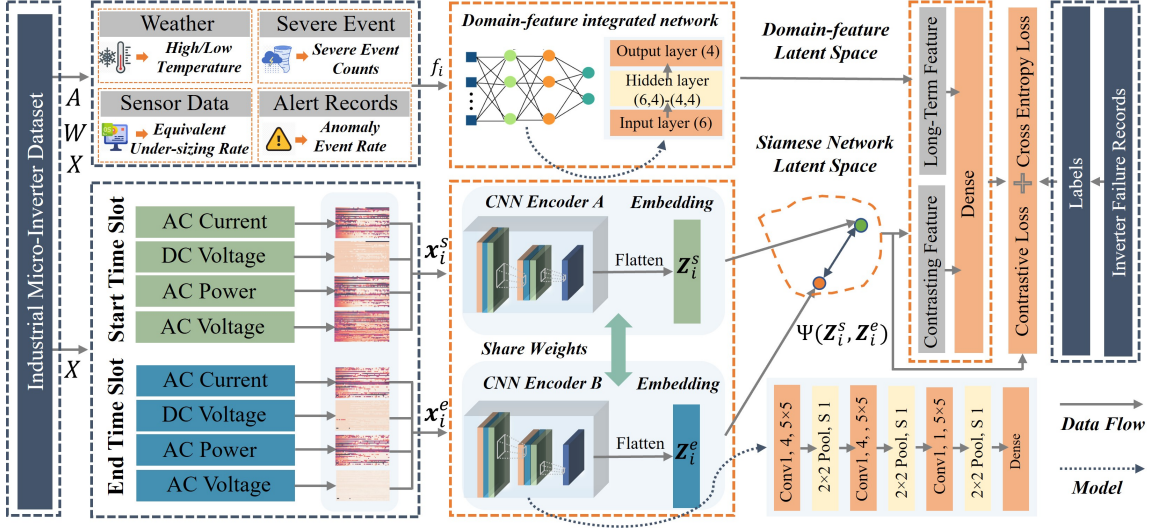 Industrial Micro-Inverter Dataset
A
W
X
X
Weather
High/Low
Temperature
Severe Event
Severe Event
Counts
Sensor Data
Equivalent
Under-sizing Rate
Alert Records
Anomaly
Event Rate
f_i
Domain-feature integrated network
Output layer (4)
Hidden layer
(6,4)-(4,4)
Input layer (6)
Domain-feature
Latent Space
Start Time Slot
AC Current
DC Voltage
AC Power
AC Voltage
End Time Slot
AC Current
DC Voltage
AC Power
AC Voltage
x_i^s
x_i^e
CNN Encoder A
Embedding
Flatten
Z_i^s
Share Weights
CNN Encoder B
Embedding
Flatten
Z_i^e
Siamese Network
Latent Space
Ψ(Z_i^s, Z_i^e)
Long-Term Feature
Contrasting Feature
Dense
Contrastive Loss + Cross Entropy Loss
Labels
Inverter Failure Records
Conv1, 4, 5×5
2×2 Pool, S 1
Conv1, 4, , 5×5
2×2 Pool, S 1
Conv1, 1, 5×5
2×2 Pool, S 1
Dense
Data Flow
Model